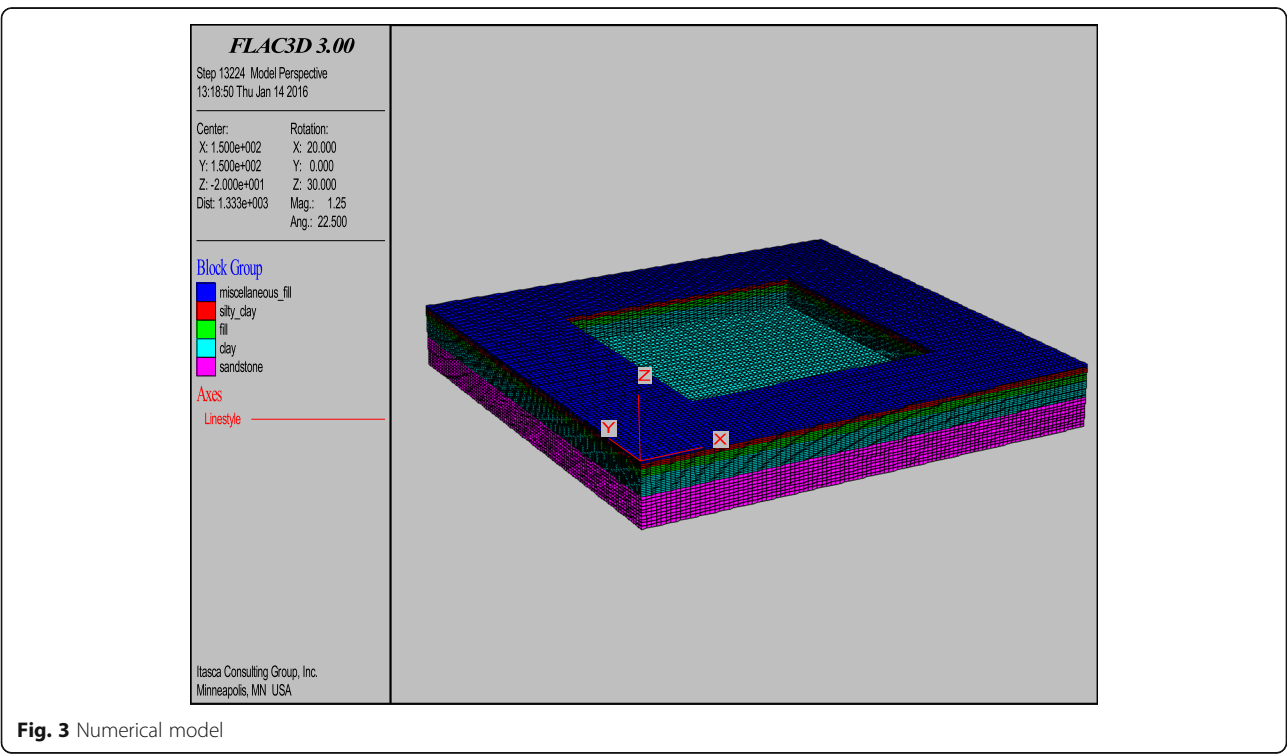 FLAC3D 3.00
Step 13224 Model Perspective
13:18:50 Thu Jan 14 2016
Center: Rotation:
X: 1.500e+002 X: 20.000
Y: 1.500e+002 Y: 0.000
Z: -2.000e+001 Z: 30.000
Dist: 1.333e+003 Mag.: 1.25
Ang.: 22.500
Block Group
miscellaneous_fill
silty_clay
fill
clay
sandstone
Axes
Linestyle
Z
Y
X
Itasca Consulting Group, Inc.
Minneapolis, MN USA
Fig. 3 Numerical model